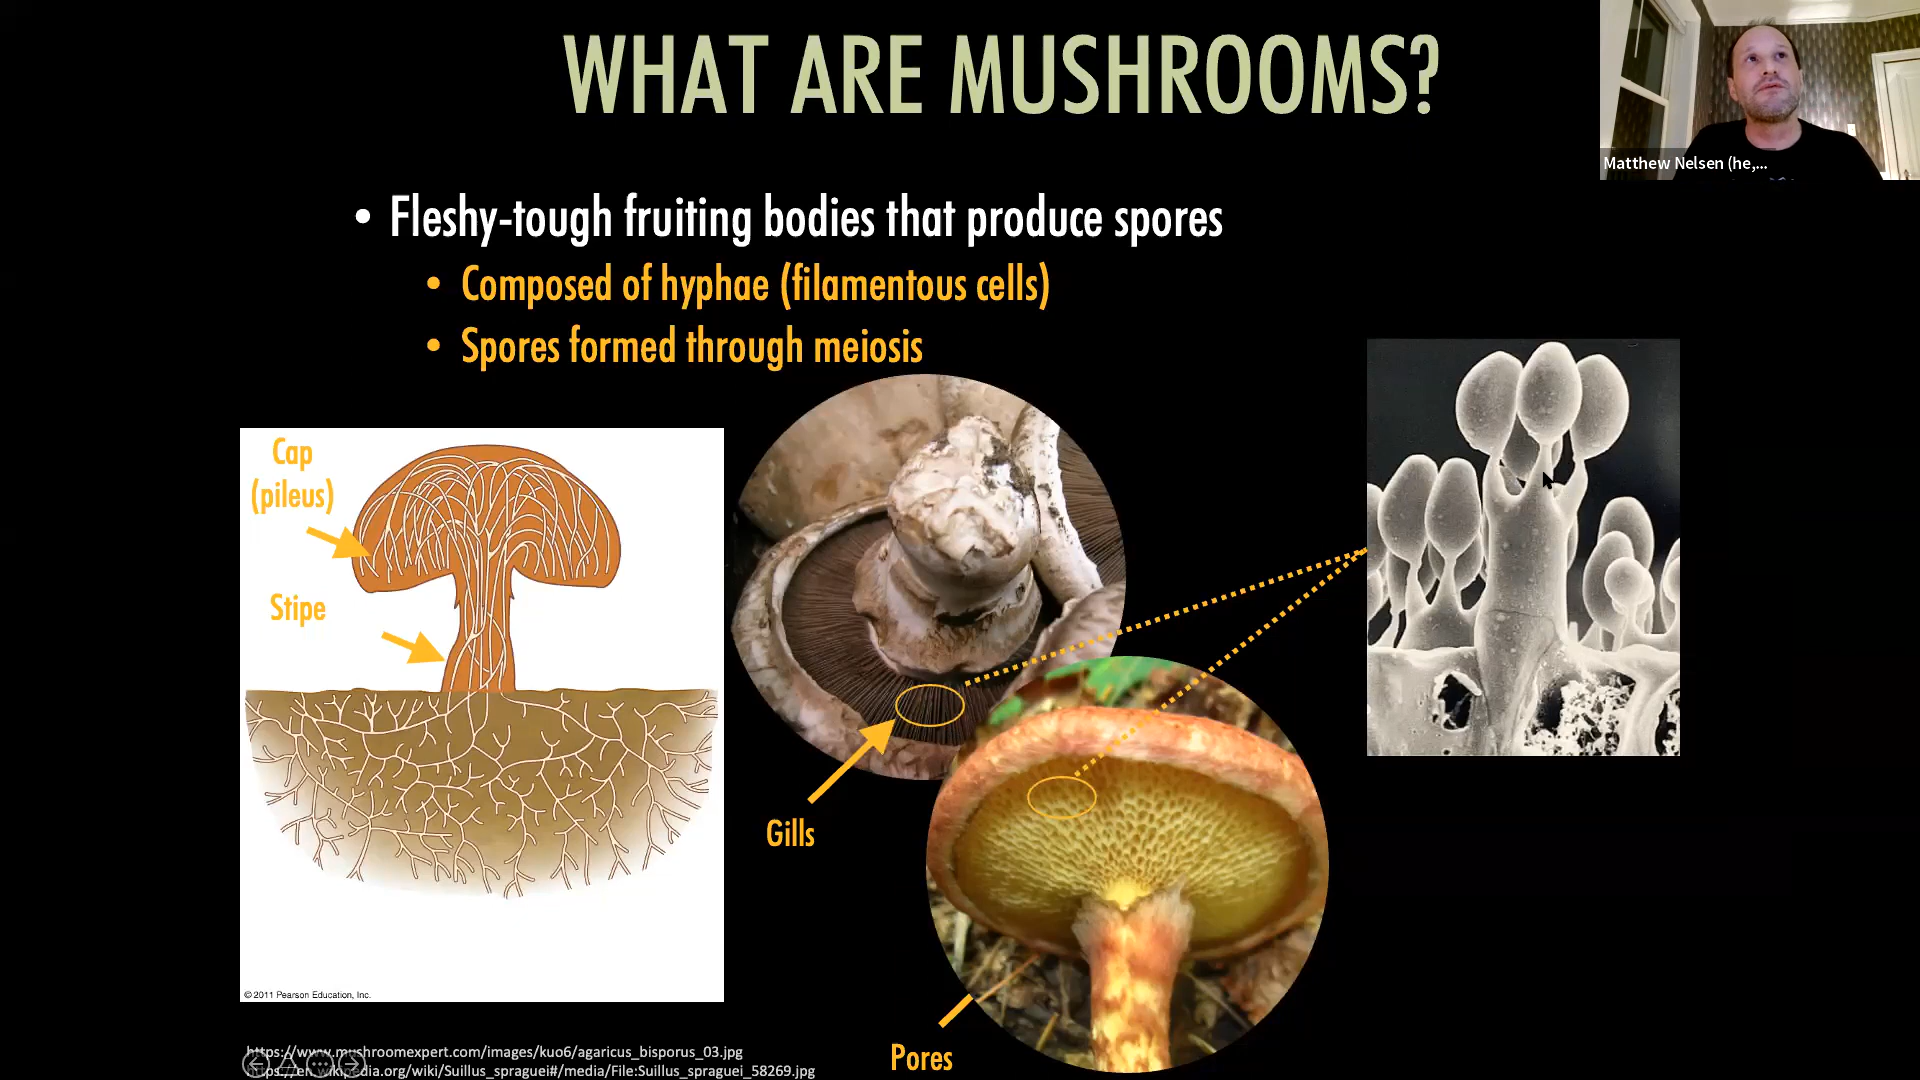 WHAT ARE MUSHROOMS?
Matthew Nelsen (he,...
• Fleshy-tough fruiting bodies that produce spores
• Composed of hyphae (filamentous cells)
• Spores formed through meiosis
Cap
(pileus)
Stipe
Gills
Pores
© 2011 Pearson Education, Inc.
https://www.mushroomexpert.com/images/kuo6/agaricus_bisporus_03.jpg
https://en.wikipedia.org/wiki/Suillus_spraguei#/media/File:Suillus_spraguei_58269.jpg